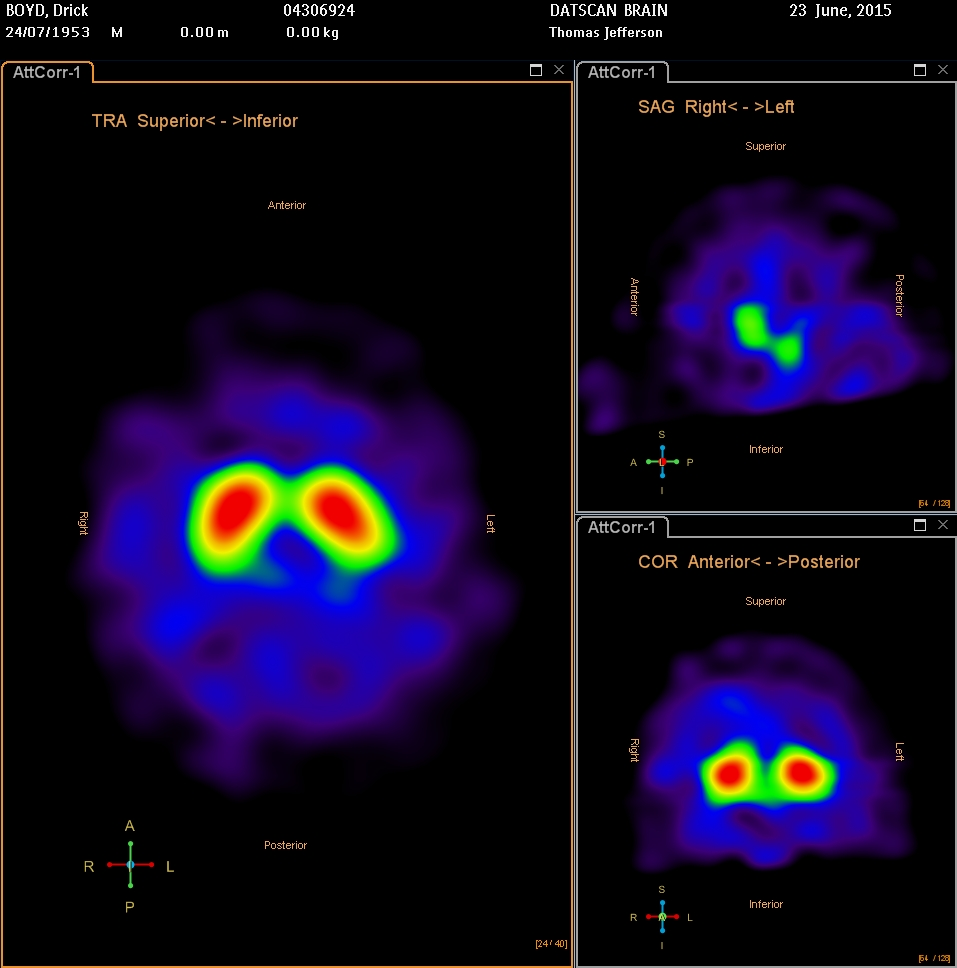 BOYD, Drick 04306924 DATSCAN BRAIN 23 June, 2015
24/07/1953 M 0.00 m 0.00 kg Thomas Jefferson
AttCorr-1
TRA Superior< - >Inferior
Anterior
Right
Left
Posterior
A
R L
P
[24 / 40]
AttCorr-1
SAG Right< - >Left
Superior
Anterior
Posterior
Inferior
S
A L P
I
[64 / 128]
AttCorr-1
COR Anterior< - >Posterior
Superior
Right
Left
Inferior
S
R A L
I
[64 / 128]